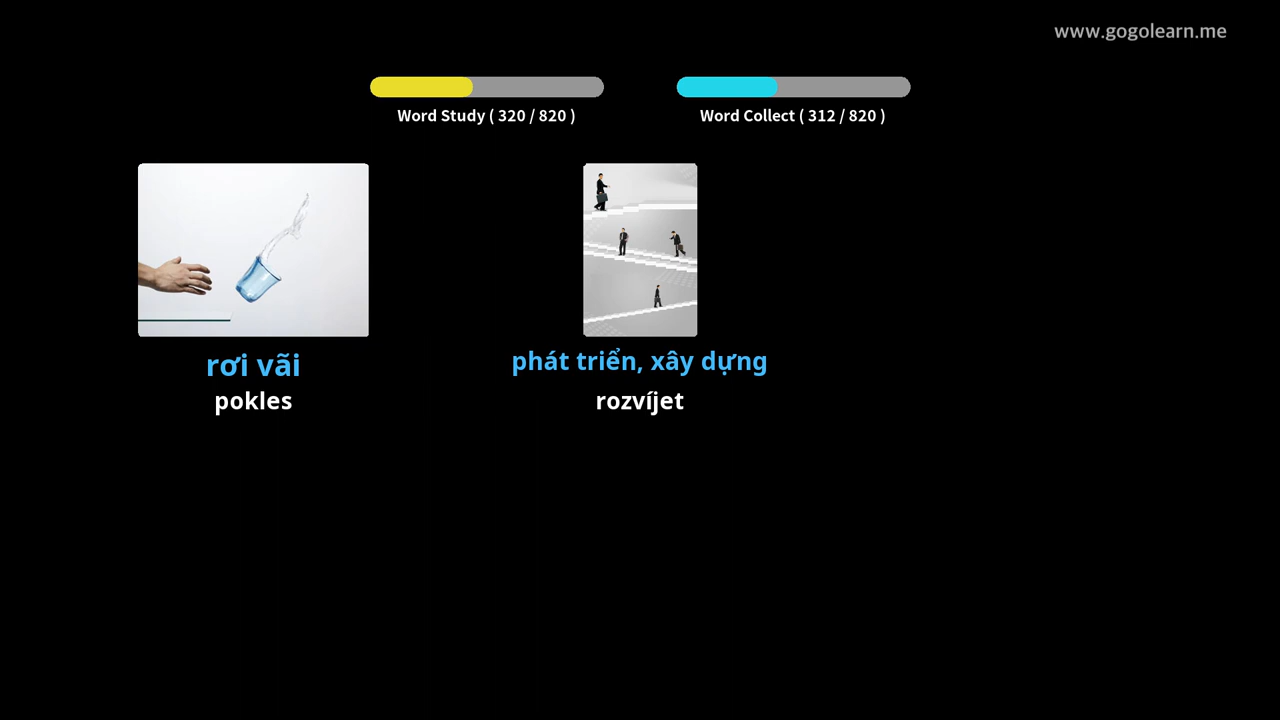 www.gogolearn.me
Word Study ( 320 / 820 )
Word Collect ( 312 / 820 )
rơi vãi
pokles
phát triển, xây dựng
rozvíjet